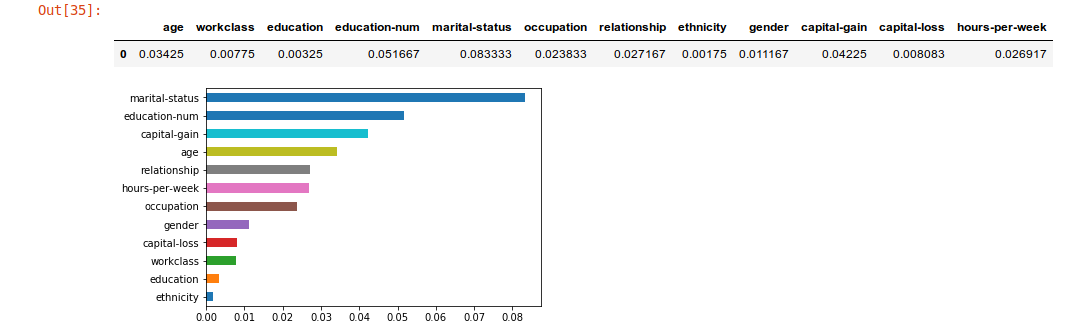 Out[35]:
age workclass education education-num marital-status occupation relationship ethnicity gender capital-gain capital-loss hours-per-week
0 0.03425 0.00775 0.00325 0.051667 0.083333 0.023833 0.027167 0.00175 0.011167 0.04225 0.008083 0.026917
marital-status
education-num
capital-gain
age
relationship
hours-per-week
occupation
gender
capital-loss
workclass
education
ethnicity
0.00 0.01 0.02 0.03 0.04 0.05 0.06 0.07 0.08